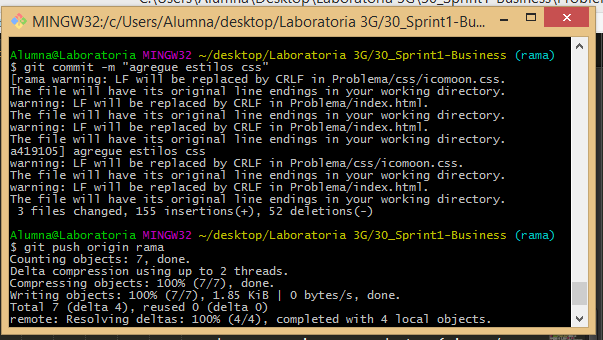 C:\Users\Alumna\Desktop\Laboratoria 3G\30_Sprint1-Business\Problem
MINGW32:/c/Users/Alumna/desktop/Laboratoria 3G/30_Sprint1-Bu...
Alumna@Laboratoria MINGW32 ~/desktop/Laboratoria 3G/30_Sprint1-Business (rama)
$ git commit -m "agregue estilos css"
[rama warning: LF will be replaced by CRLF in Problema/css/icomoon.css.
The file will have its original line endings in your working directory.
warning: LF will be replaced by CRLF in Problema/index.html.
The file will have its original line endings in your working directory.
warning: LF will be replaced by CRLF in Problema/index.html.
The file will have its original line endings in your working directory.
a419105] agregue estilos css
warning: LF will be replaced by CRLF in Problema/css/icomoon.css.
The file will have its original line endings in your working directory.
warning: LF will be replaced by CRLF in Problema/index.html.
The file will have its original line endings in your working directory.
3 files changed, 155 insertions(+), 52 deletions(-)
Alumna@Laboratoria MINGW32 ~/desktop/Laboratoria 3G/30_Sprint1-Business (rama)
$ git push origin rama
Counting objects: 7, done.
Delta compression using up to 2 threads.
Compressing objects: 100% (7/7), done.
Writing objects: 100% (7/7), 1.85 KiB | 0 bytes/s, done.
Total 7 (delta 4), reused 0 (delta 0)
remote: Resolving deltas: 100% (4/4), completed with 4 local objects.